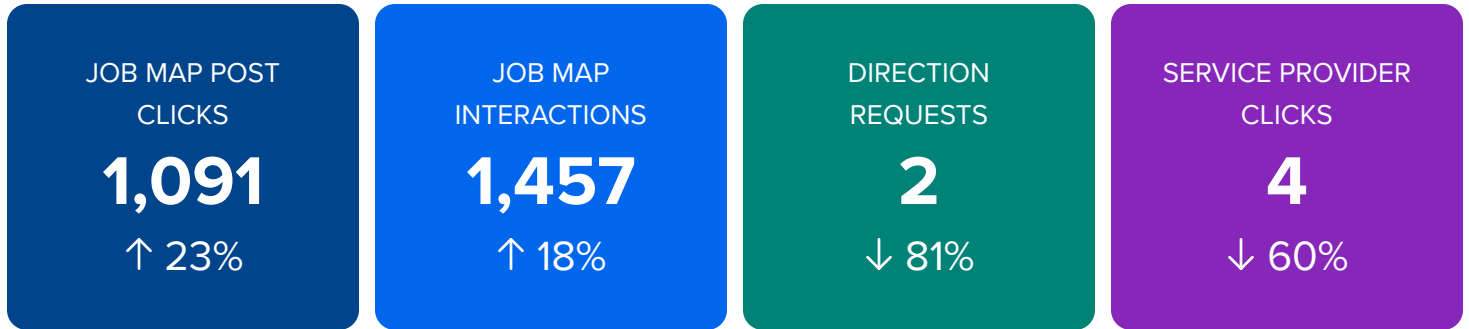 JOB MAP POST
CLICKS
1,091
↑ 23%
JOB MAP
INTERACTIONS
1,457
↑ 18%
DIRECTION
REQUESTS
2
↓ 81%
SERVICE PROVIDER
CLICKS
4
↓ 60%